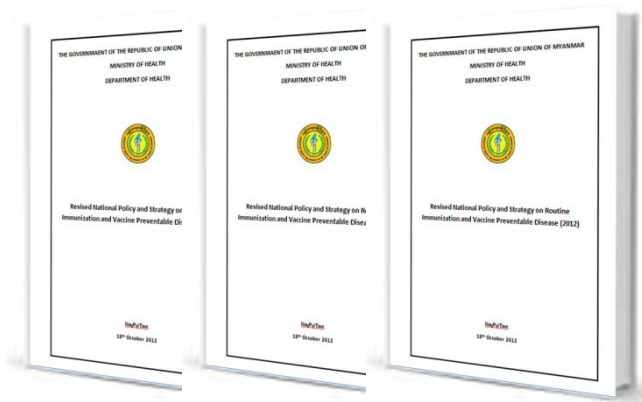 THE GOVERNMAENT OF THE REPUBLIC OF UNION
MINISTRY OF HEALTH
DEPARTMENT OF HEALTH
Revised National Policy and Strategy on
Immunization and Vaccine Preventable Dis
NayPyiTaw
18th October 2012
THE GOVERNMAENT OF THE REPUBLIC OF UNION OF
MINISTRY OF HEALTH
DEPARTMENT OF HEALTH
Revised National Policy and Strategy on R
Immunization and Vaccine Preventable Disea
NayPyiTaw
18th October 2012
THE GOVERNMAENT OF THE REPUBLIC OF UNION OF MYANMAR
MINISTRY OF HEALTH
DEPARTMENT OF HEALTH
Revised National Policy and Strategy on Routine
Immunization and Vaccine Preventable Disease (2012)
NayPyiTaw
18th October 2012